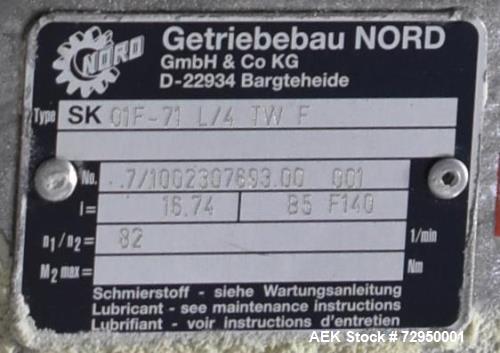 NORD
Getriebebau NORD
GmbH & Co KG
D-22934 Bargteheide
Type SK 01F-71 L/4 TW F
No. .7/1002307693.00 001
i= 16.74 B5 F140
n1/n2= 82 1/min
M2 max= Nm
Schmierstoff - siehe Wartungsanleitung
Lubricant - see maintenance instructions
Lubrifiant - voir instructions d'entretien
AEK Stock # 72950001